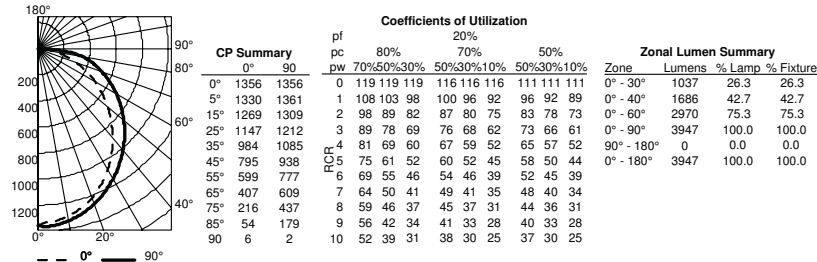 180°
90°
80°
200
400
600
60°
800
1000
1200
40°
0° 20°
0° 90°
CP Summary
0° 90
0° 1356 1356
5° 1330 1361
15° 1269 1309
25° 1147 1212
35° 984 1085
45° 795 938
55° 599 777
65° 407 609
75° 216 437
85° 54 179
90 6 2
Coefficients of Utilization
pf 20%
pc 80% 70% 50%
pw 70%50%30% 50%30%10% 50%30%10%
RCR
0 119 119 119 116 116 116 111 111 111
1 108 103 98 100 96 92 96 92 89
2 98 89 82 87 80 75 83 78 73
3 89 78 69 76 68 62 73 66 61
4 81 69 60 67 59 52 65 57 52
5 75 61 52 60 52 45 58 50 44
6 69 55 46 54 46 39 52 45 39
7 64 50 41 49 41 35 48 40 34
8 59 46 37 45 37 31 44 36 31
9 56 42 34 41 33 28 40 33 28
10 52 39 31 38 30 25 37 30 25
Zonal Lumen Summary
Zone Lumens % Lamp % Fixture
0° - 30° 1037 26.3 26.3
0° - 40° 1686 42.7 42.7
0° - 60° 2970 75.3 75.3
0° - 90° 3947 100.0 100.0
90° - 180° 0 0.0 0.0
0° - 180° 3947 100.0 100.0